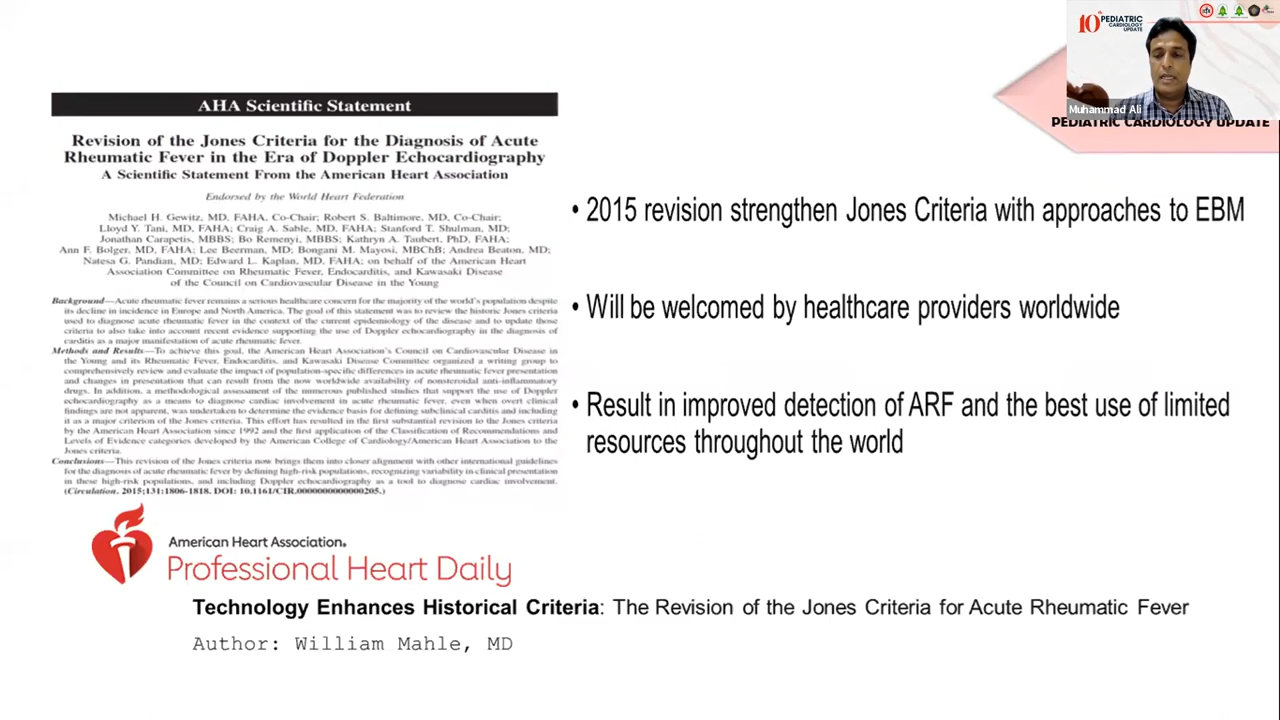 10th PEDIATRIC
CARDIOLOGY
UPDATE
Muhammad Ali
PEDIATRIC CARDIOLOGY UPDATE
AHA Scientific Statement
Revision of the Jones Criteria for the Diagnosis of Acute
Rheumatic Fever in the Era of Doppler Echocardiography
A Scientific Statement From the American Heart Association
Endorsed by the World Heart Federation
Michael H. Gewitz, MD, FAHA, Co-Chair; Robert S. Baltimore, MD, Co-Chair;
Lloyd Y. Tani, MD, FAHA; Craig A. Sable, MD, FAHA; Stanford T. Shulman, MD;
Jonathan Carapetis, MBBS; Bo Remenyi, MBBS; Kathryn A. Taubert, PhD, FAHA;
Ann F. Bolger, MD, FAHA; Lee Beerman, MD; Bongani M. Mayosi, MBChB; Andrea Beaton, MD;
Natesa G. Pandian, MD; Edward L. Kaplan, MD, FAHA; on behalf of the American Heart
Association Committee on Rheumatic Fever, Endocarditis, and Kawasaki Disease
of the Council on Cardiovascular Disease in the Young
Background—Acute rheumatic fever remains a serious healthcare concern for the majority of the world's population despite
its decline in incidence in Europe and North America. The goal of this statement was to review the historic Jones criteria
used to diagnose acute rheumatic fever in the context of the current epidemiology of the disease and to update those
criteria to also take into account recent evidence supporting the use of Doppler echocardiography in the diagnosis of
carditis as a major manifestation of acute rheumatic fever.
Methods and Results—To achieve this goal, the American Heart Association's Council on Cardiovascular Disease in
the Young and its Rheumatic Fever, Endocarditis, and Kawasaki Disease Committee organized a writing group to
comprehensively review and evaluate the impact of population-specific differences in acute rheumatic fever presentation
and changes in presentation that can result from the now worldwide availability of nonsteroidal anti-inflammatory
drugs. In addition, a methodological assessment of the numerous published studies that support the use of Doppler
echocardiography as a means to diagnose cardiac involvement in acute rheumatic fever, even when overt clinical
findings are not apparent, was undertaken to determine the evidence basis for defining subclinical carditis and including
it as a major criterion of the Jones criteria. This effort has resulted in the first substantial revision to the Jones criteria
by the American Heart Association since 1992 and the first application of the Classification of Recommendations and
Levels of Evidence categories developed by the American College of Cardiology/American Heart Association to the
Jones criteria.
Conclusions—This revision of the Jones criteria now brings them into closer alignment with other international guidelines
for the diagnosis of acute rheumatic fever by defining high-risk populations, recognizing variability in clinical presentation
in these high-risk populations, and including Doppler echocardiography as a tool to diagnose cardiac involvement.
(Circulation. 2015;131:1806-1818. DOI: 10.1161/CIR.0000000000000205.)
• 2015 revision strengthen Jones Criteria with approaches to EBM
• Will be welcomed by healthcare providers worldwide
• Result in improved detection of ARF and the best use of limited
resources throughout the world
American Heart Association®
Professional Heart Daily
Technology Enhances Historical Criteria: The Revision of the Jones Criteria for Acute Rheumatic Fever
Author: William Mahle, MD